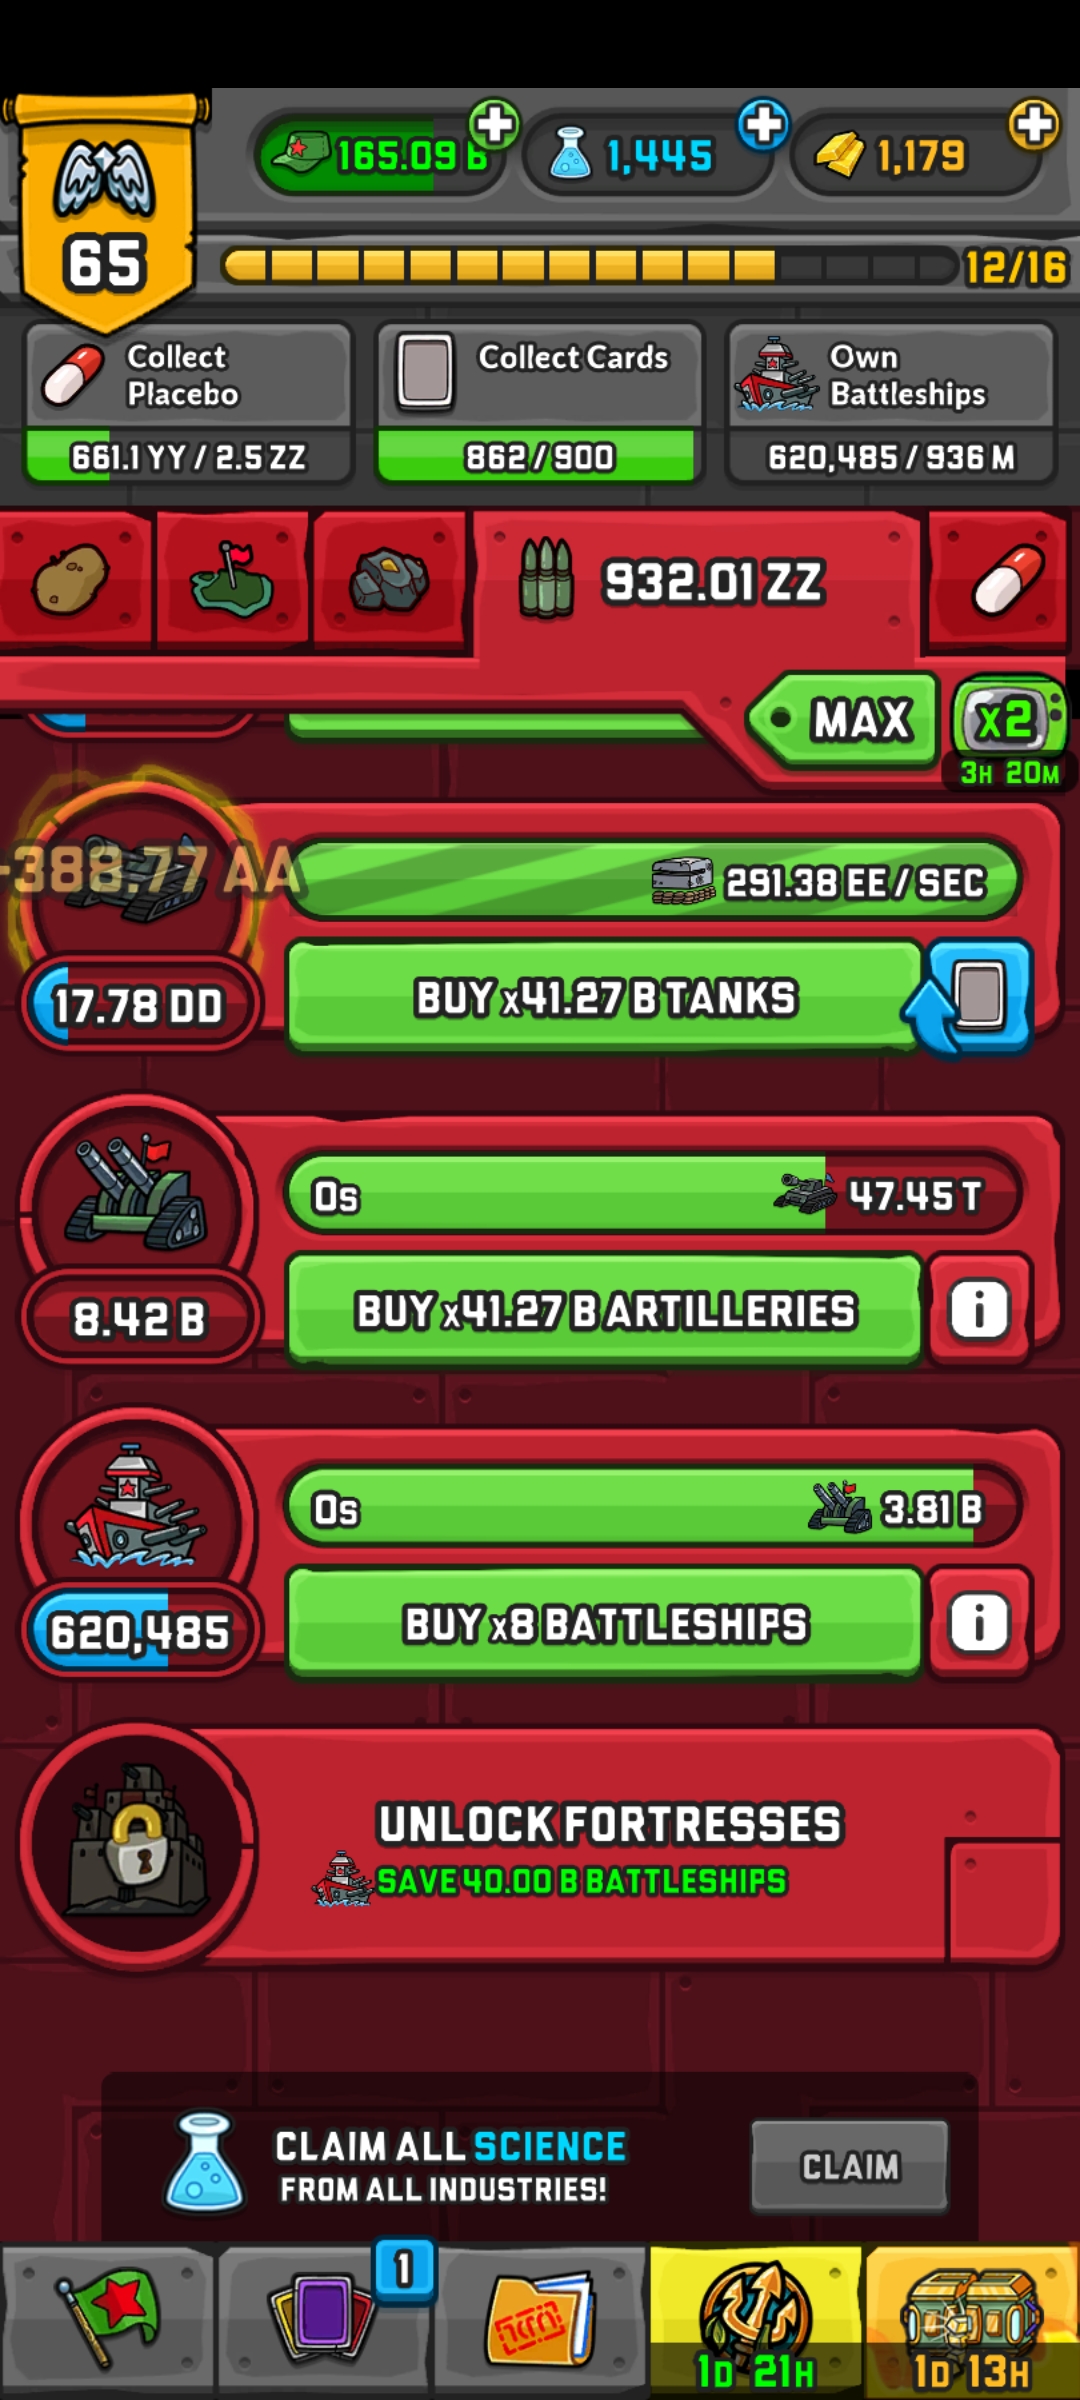 165.09 B
1,445
1,179
65
12/16
Collect
Placebo
661.1 YY / 2.5 ZZ
Collect Cards
862/900
Own
Battleships
620,485 / 936 M
932.01 ZZ
MAX
x2
3H 20M
-388.77 AA
291.38 EE / SEC
17.78 DD
BUY x41.27 B TANKS
0s
47.45 T
8.42 B
BUY x41.27 B ARTILLERIES
i
0s
3.81 B
620,485
BUY x8 BATTLESHIPS
i
UNLOCK FORTRESSES
SAVE 40.00 B BATTLESHIPS
CLAIM ALL SCIENCE
FROM ALL INDUSTRIES!
CLAIM
1
1D 21H
1D 13H